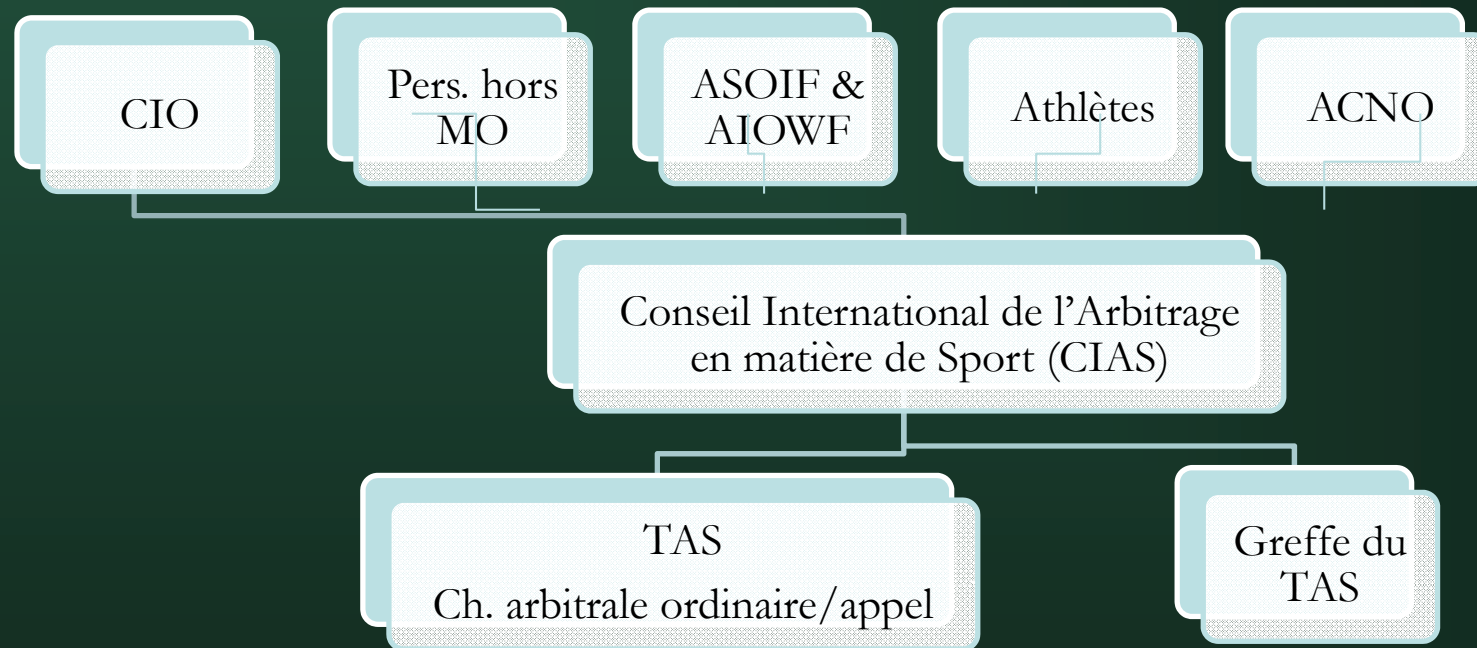 CIO
Pers. hors
MO
ASOIF &
AIOWF
Athlètes
ACNO
Conseil International de l’Arbitrage
en matière de Sport (CIAS)
TAS
Ch. arbitrale ordinaire/appel
Greffe du
TAS